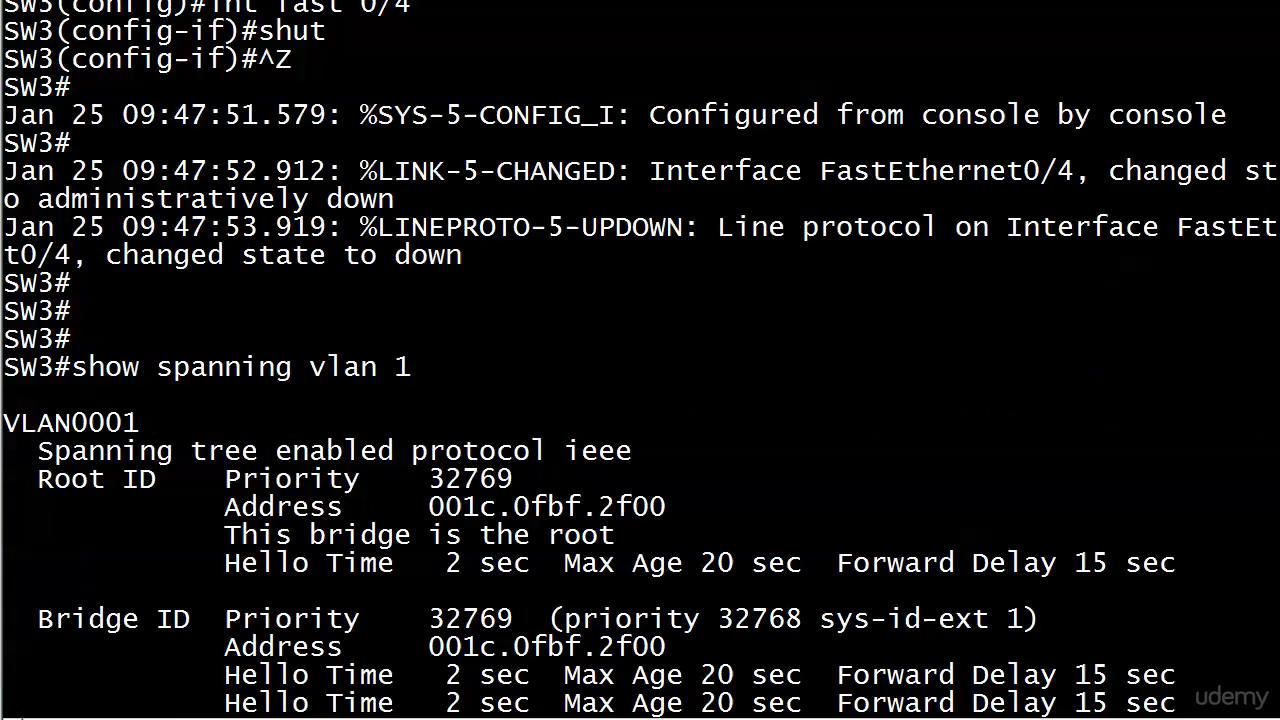 SW3(config)#int fast 0/4
SW3(config-if)#shut
SW3(config-if)#^Z
SW3#
Jan 25 09:47:51.579: %SYS-5-CONFIG_I: Configured from console by console
SW3#
Jan 25 09:47:52.912: %LINK-5-CHANGED: Interface FastEthernet0/4, changed st
o administratively down
Jan 25 09:47:53.919: %LINEPROTO-5-UPDOWN: Line protocol on Interface FastEt
t0/4, changed state to down
SW3#
SW3#
SW3#
SW3#show spanning vlan 1
VLAN0001
Spanning tree enabled protocol ieee
Root ID Priority 32769
Address 001c.0fbf.2f00
This bridge is the root
Hello Time 2 sec Max Age 20 sec Forward Delay 15 sec
Bridge ID Priority 32769 (priority 32768 sys-id-ext 1)
Address 001c.0fbf.2f00
Hello Time 2 sec Max Age 20 sec Forward Delay 15 sec
Hello Time 2 sec Max Age 20 sec Forward Delay 15 sec
udemy